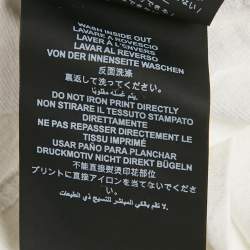 WASH INSIDE OUT
LAVARE A ROVESCIO
LAVER À L'ENVERS
LAVAR AL REVERSO
VON DER INNENSEITE WASCHEN
反面洗涤
裏返して洗ってください。
DO NOT IRON PRINT DIRECTLY
NON STIRARE IL TESSUTO STAMPATO
DIRETTAMENTE
NE PAS REPASSER DIRECTEMENT LE
TISSU IMPRIMÉ
USAR PAÑO PARA PLANCHAR
DRUCKMOTIV NICHT DIREKT BÜGELN
不能直接熨烫印花部位
プリントに直接アイロンを当てないでください。